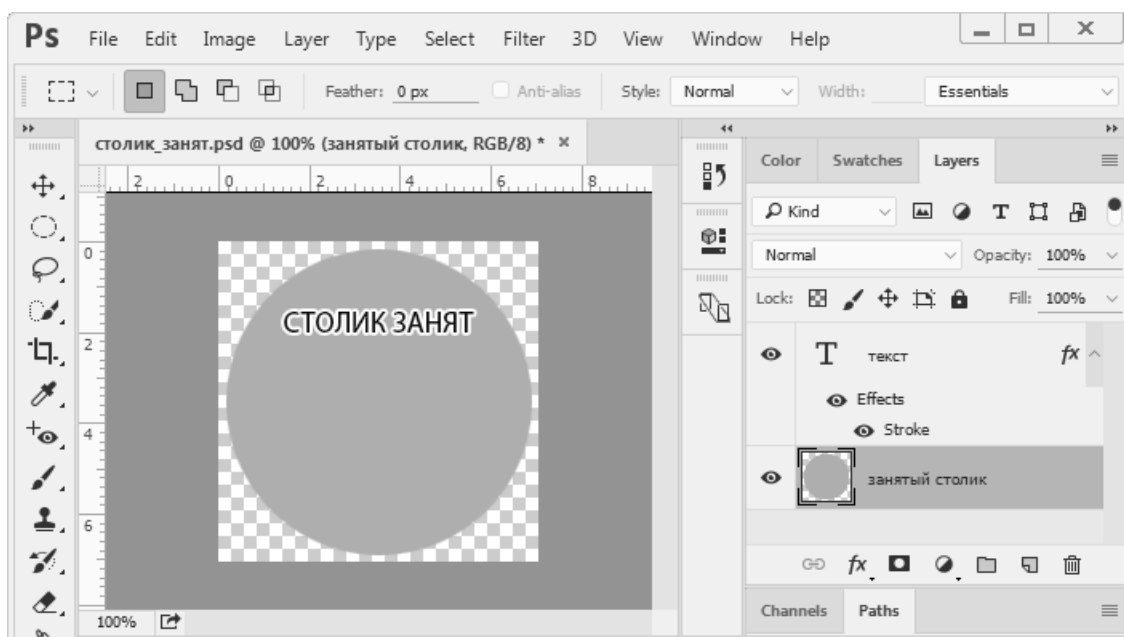 Ps File Edit Image Layer Type Select Filter 3D View Window Help
Feather: 0 px Anti-alias Style: Normal Width: Essentials
столик_занят.psd @ 100% (занятый столик, RGB/8) *
2 0 2 4 6 8
0
2
4
6
СТОЛИК ЗАНЯТ
100%
Color Swatches Layers
Kind
Normal Opacity: 100%
Lock: Fill: 100%
T текст fx
Effects
Stroke
занятый столик
fx
Channels Paths